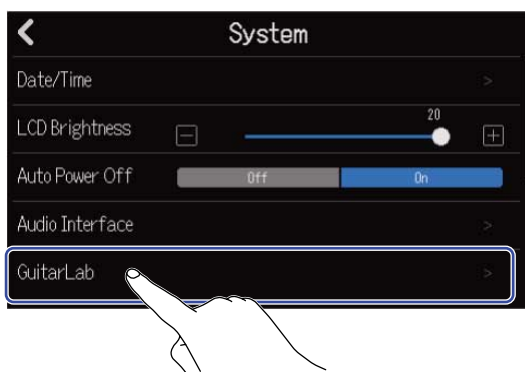 System
Date/Time
LCD Brightness 20
Auto Power Off Off On
Audio Interface
GuitarLab